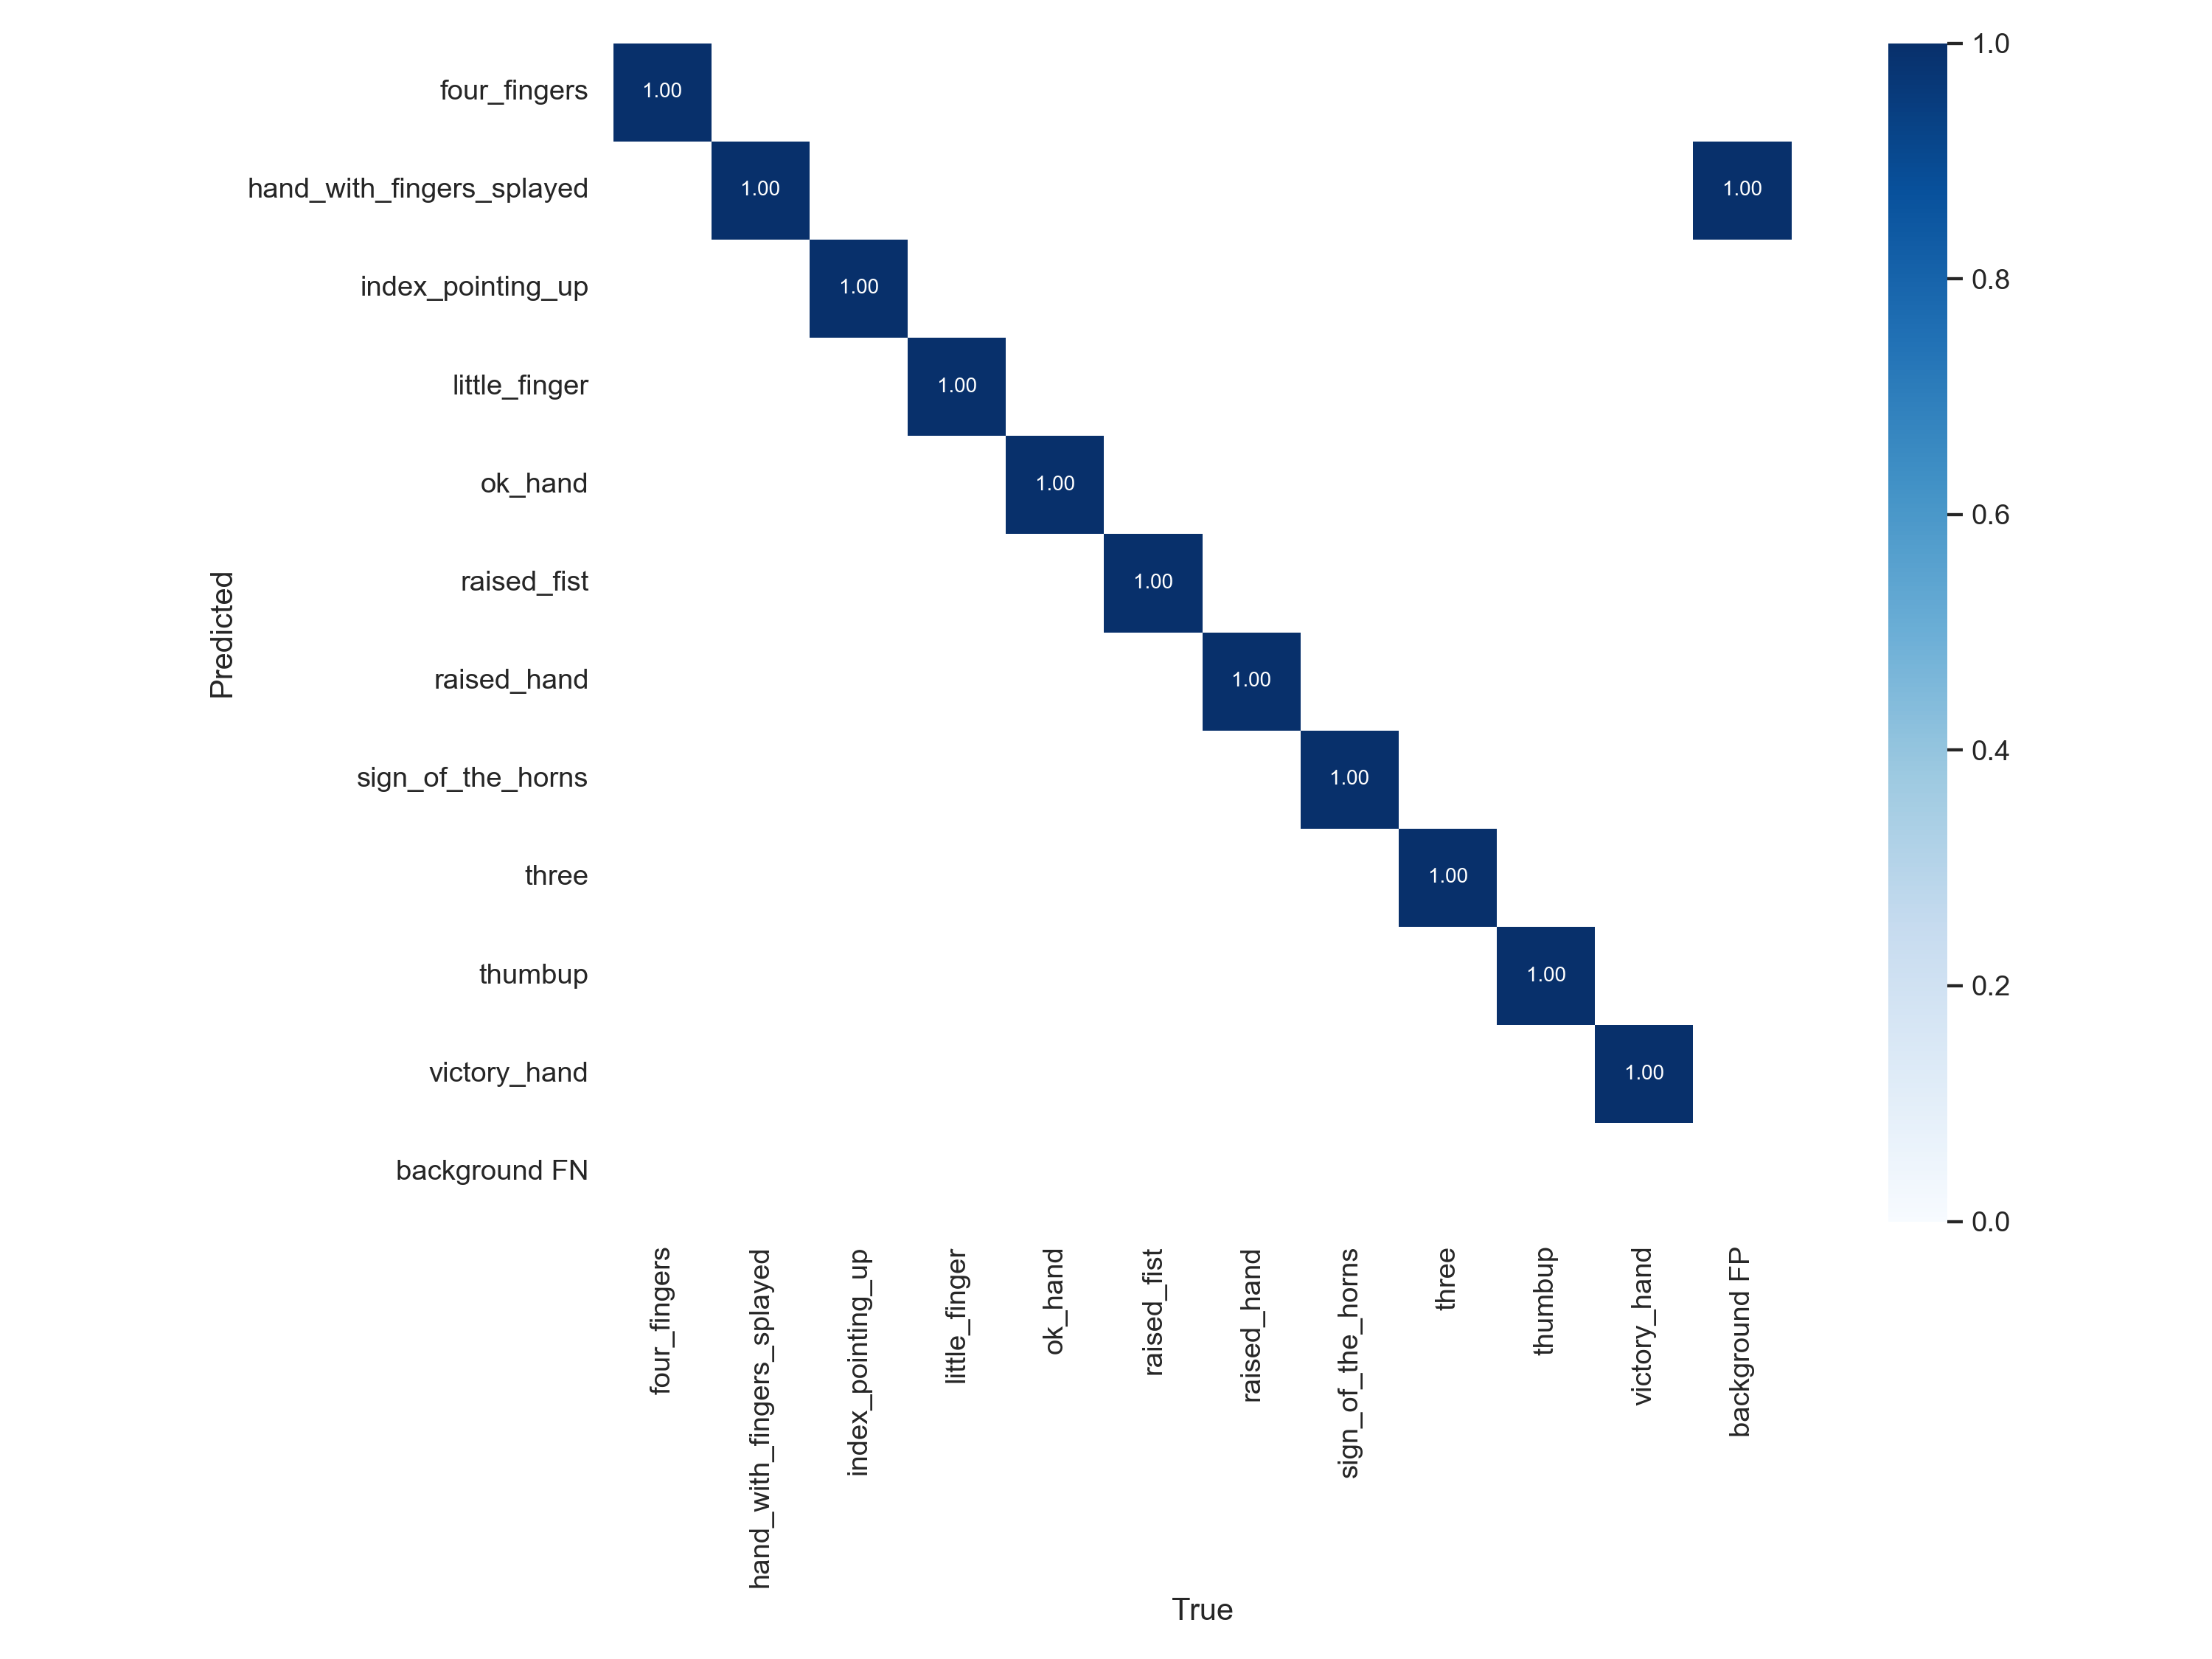 four_fingers
1.00
hand_with_fingers_splayed
1.00
1.00
index_pointing_up
1.00
little_finger
1.00
ok_hand
1.00
raised_fist
1.00
raised_hand
1.00
sign_of_the_horns
1.00
three
1.00
thumbup
1.00
victory_hand
1.00
background FN
Predicted
four_fingers
hand_with_fingers_splayed
index_pointing_up
little_finger
ok_hand
raised_fist
raised_hand
sign_of_the_horns
three
thumbup
victory_hand
background FP
True
1.0
0.8
0.6
0.4
0.2
0.0